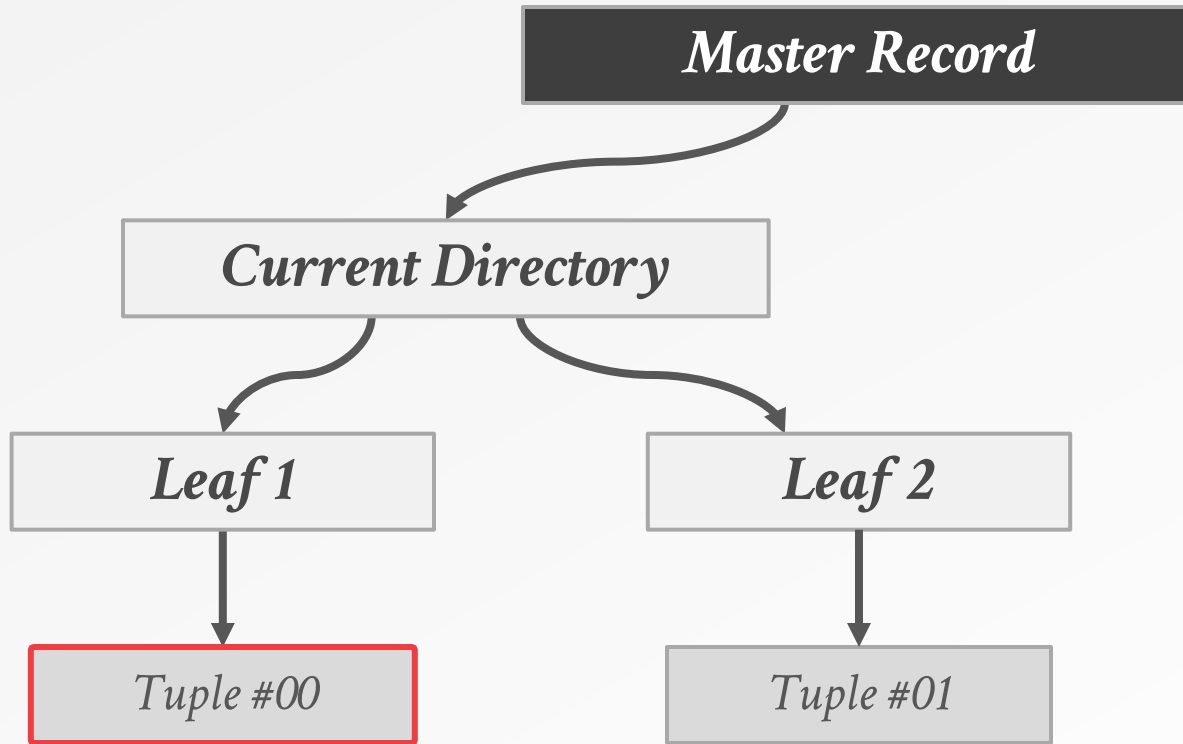 Master Record
Current Directory
Leaf 1
Leaf 2
Tuple #00
Tuple #01